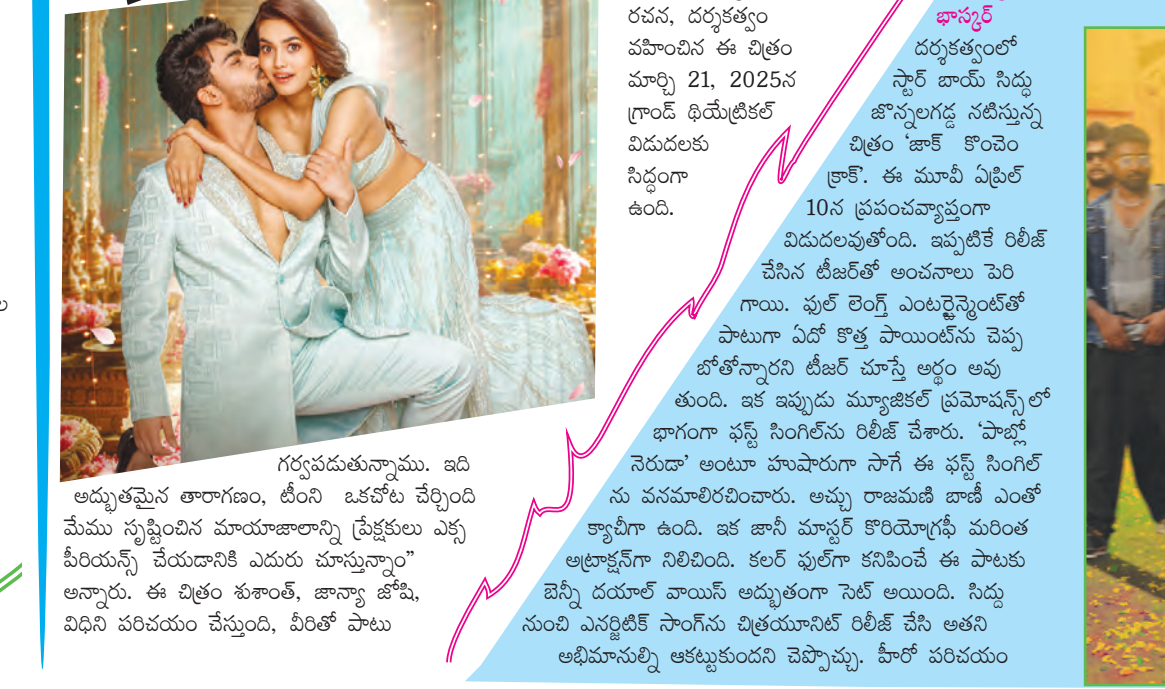 గర్వపడుతున్నాము. ఇది
అద్భుతమైన తారాగణం, టీంని ఒకచోట చేర్చింది
మేము సృష్టించిన మాయాజాలాన్ని ప్రేక్షకులు ఎక్స
పీరియన్స్ చేయడానికి ఎదురు చూస్తున్నాం”
అన్నారు. ఈ చిత్రం శుశాంత్, జాన్యా జోషి,
విధిని పరిచయం చేస్తుంది, వీరితో పాటు
రచన, దర్శకత్వం
వహించిన ఈ చిత్రం
మార్చి 21, 2025న
గ్రాండ్ థియేట్రికల్
విడుదలకు
సిద్ధంగా
ఉంది.
భాస్కర్
దర్శకత్వంలో
స్టార్ బాయ్ సిద్ధు
జొన్నలగడ్డ నటిస్తున్న
చిత్రం ‘జాక్ కొంచెం
క్రాక్’. ఈ మూవీ ఏప్రిల్
10న ప్రపంచవ్యాప్తంగా
విడుదలవుతోంది. ఇప్పటికే రిలీజ్
చేసిన టీజర్‌తో అంచనాలు పెరి
గాయి. ఫుల్ లెంగ్త్ ఎంటర్టైన్మెంట్‌తో
పాటుగా ఏదో కొత్త పాయింట్‌ను చెప్ప
బోతోన్నారని టీజర్ చూస్తే అర్థం అవు
తుంది. ఇక ఇప్పుడు మ్యూజికల్ ప్రమోషన్స్‌లో
భాగంగా ఫస్ట్ సింగిల్‌ను రిలీజ్ చేశారు. ‘పాబ్లో
నెరుడా’ అంటూ హుషారుగా సాగే ఈ ఫస్ట్ సింగిల్
ను వనమాలిరచించారు. అచ్చు రాజమణి బాణీ ఎంతో
క్యాచీగా ఉంది. ఇక జానీ మాస్టర్ కొరియోగ్రఫీ మరింత
అట్రాక్షన్‌గా నిలిచింది. కలర్ ఫుల్‌గా కనిపించే ఈ పాటకు
బెన్నీ దయాల్ వాయిస్ అద్భుతంగా సెట్ అయింది. సిద్దు
నుంచి ఎనర్జిటిక్ సాంగ్‌ను చిత్రయూనిట్ రిలీజ్ చేసి అతని
అభిమానుల్ని ఆకట్టుకుందని చెప్పొచ్చు. హీరో పరిచయం